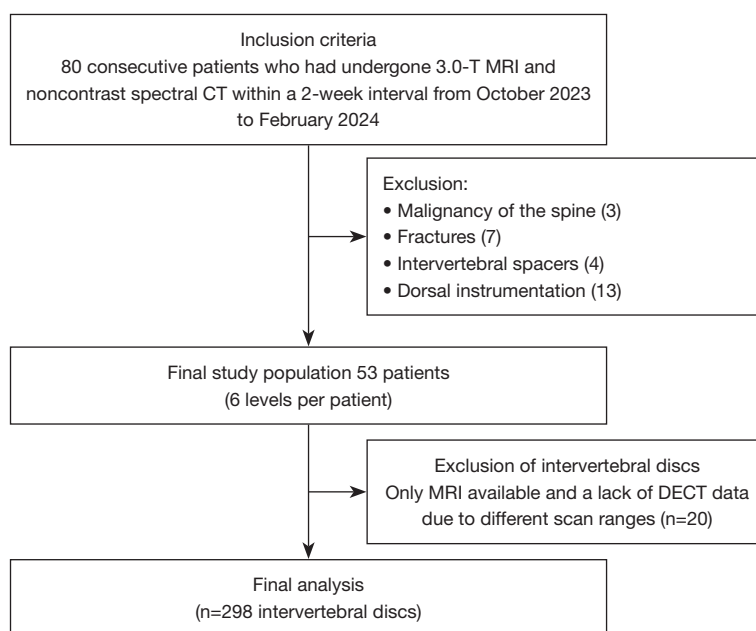 Inclusion criteria
80 consecutive patients who had undergone 3.0-T MRI and
noncontrast spectral CT within a 2-week interval from October 2023
to February 2024
Exclusion:
• Malignancy of the spine (3)
• Fractures (7)
• Intervertebral spacers (4)
• Dorsal instrumentation (13)
Final study population 53 patients
(6 levels per patient)
Exclusion of intervertebral discs
Only MRI available and a lack of DECT data
due to different scan ranges (n=20)
Final analysis
(n=298 intervertebral discs)